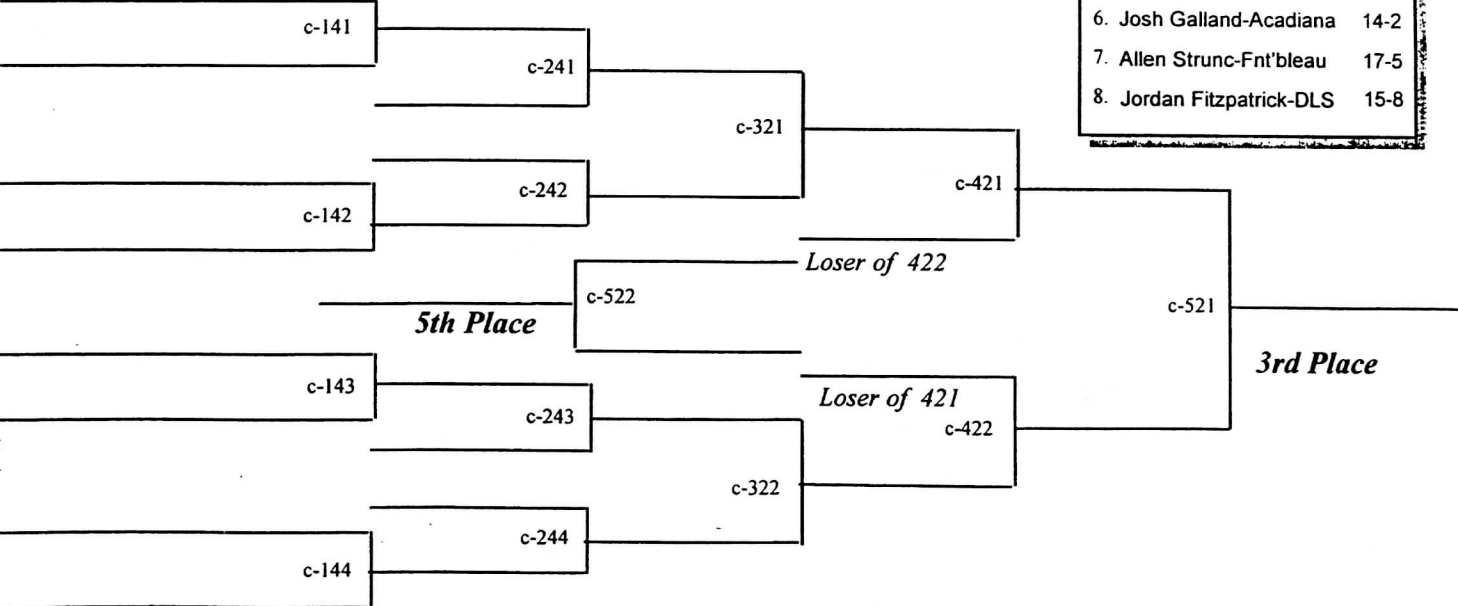 6. Josh Galland-Acadiana 14-2
7. Allen Strunc-Fnt'bleau 17-5
8. Jordan Fitzpatrick-DLS 15-8
c-141
c-241
c-321
c-242
c-421
c-142
Loser of 422
c-522
c-521
5th Place
3rd Place
c-143
Loser of 421
c-243
c-422
c-322
c-244
c-144